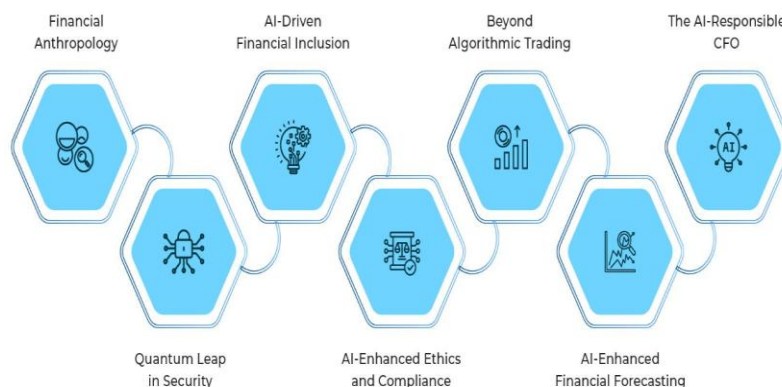 Financial
Anthropology
AI-Driven
Financial Inclusion
Beyond
Algorithmic Trading
The AI-Responsible
CFO
AI
Quantum Leap
in Security
AI-Enhanced Ethics
and Compliance
AI-Enhanced
Financial Forecasting